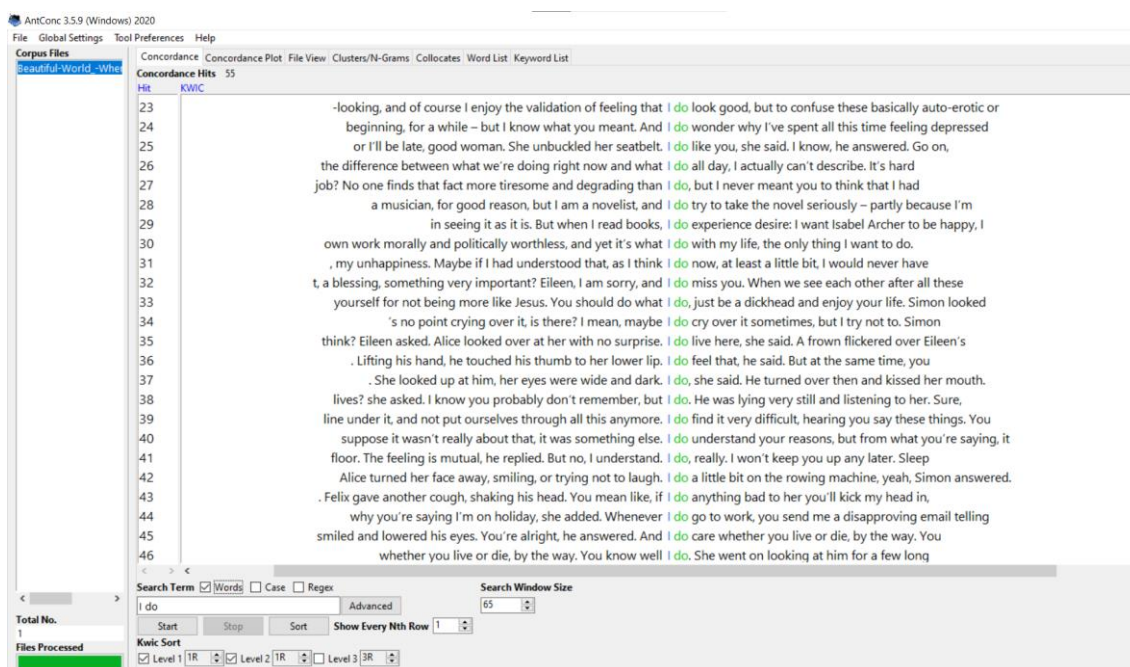 AntConc 3.5.9 (Windows) 2020
File Global Settings Tool Preferences Help
Corpus Files
Beautiful-World_-Wher
Concordance Concordance Plot File View Clusters/N-Grams Collocates Word List Keyword List
Concordance Hits 55
Hit KWIC
23 -looking, and of course I enjoy the validation of feeling that I do look good, but to confuse these basically auto-erotic or
24 beginning, for a while – but I know what you meant. And I do wonder why I've spent all this time feeling depressed
25 or I'll be late, good woman. She unbuckled her seatbelt. I do like you, she said. I know, he answered. Go on,
26 the difference between what we're doing right now and what I do all day, I actually can't describe. It's hard
27 job? No one finds that fact more tiresome and degrading than I do, but I never meant you to think that I had
28 a musician, for good reason, but I am a novelist, and I do try to take the novel seriously – partly because I'm
29 in seeing it as it is. But when I read books, I do experience desire: I want Isabel Archer to be happy, I
30 own work morally and politically worthless, and yet it's what I do with my life, the only thing I want to do.
31 , my unhappiness. Maybe if I had understood that, as I think I do now, at least a little bit, I would never have
32 t, a blessing, something very important? Eileen, I am sorry, and I do miss you. When we see each other after all these
33 yourself for not being more like Jesus. You should do what I do, just be a dickhead and enjoy your life. Simon looked
34 's no point crying over it, is there? I mean, maybe I do cry over it sometimes, but I try not to. Simon
35 think? Eileen asked. Alice looked over at her with no surprise. I do live here, she said. A frown flickered over Eileen's
36 . Lifting his hand, he touched his thumb to her lower lip. I do feel that, he said. But at the same time, you
37 . She looked up at him, her eyes were wide and dark. I do, she said. He turned over then and kissed her mouth.
38 lives? she asked. I know you probably don't remember, but I do. He was lying very still and listening to her. Sure,
39 line under it, and not put ourselves through all this anymore. I do find it very difficult, hearing you say these things. You
40 suppose it wasn't really about that, it was something else. I do understand your reasons, but from what you're saying, it
41 floor. The feeling is mutual, he replied. But no, I understand. I do, really. I won't keep you up any later. Sleep
42 Alice turned her face away, smiling, or trying not to laugh. I do a little bit on the rowing machine, yeah, Simon answered.
43 . Felix gave another cough, shaking his head. You mean like, if I do anything bad to her you'll kick my head in,
44 why you're saying I'm on holiday, she added. Whenever I do go to work, you send me a disapproving email telling
45 smiled and lowered his eyes. You're alright, he answered. And I do care whether you live or die, by the way. You
46 whether you live or die, by the way. You know well I do. She went on looking at him for a few long
Search Term Words Case Regex Search Window Size
I do Advanced 65
Start Stop Sort Show Every Nth Row 1
Total No.
1
Kwic Sort
Files Processed
Level 1 1R Level 2 1R Level 3 3R